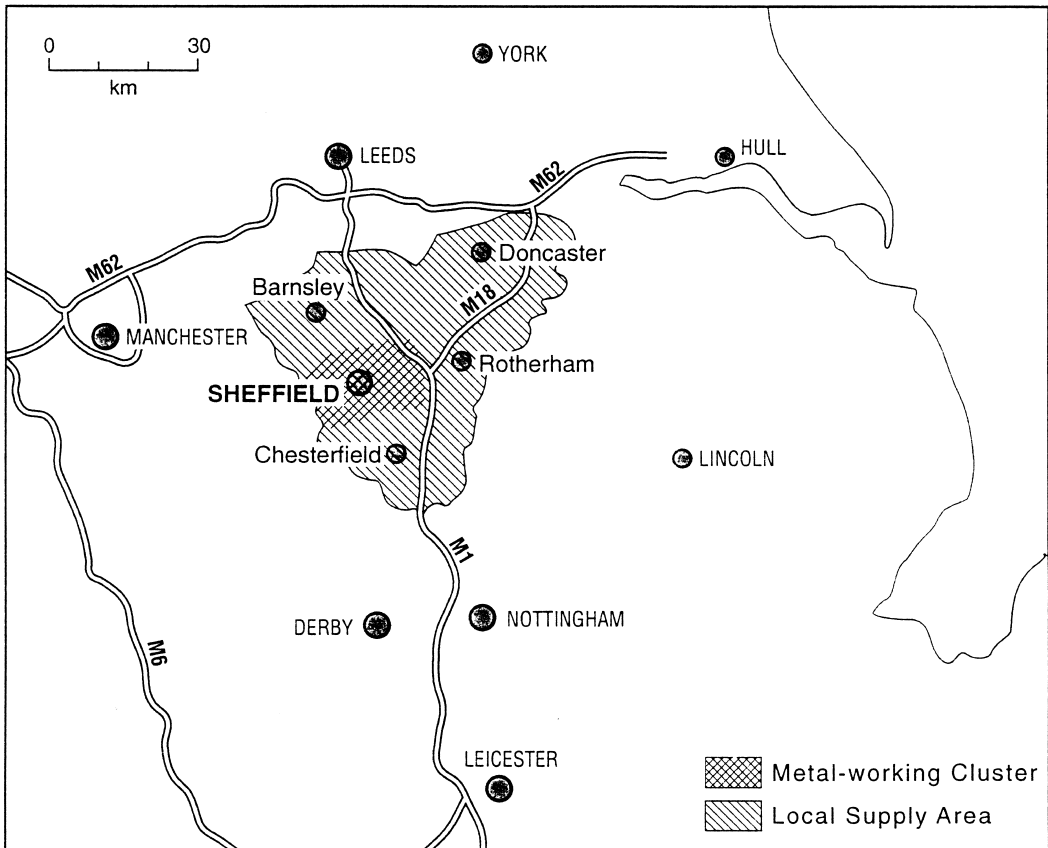 0 30
km
YORK
LEEDS
HULL
M62
Doncaster
M62
Barnsley
M18
MANCHESTER
Rotherham
SHEFFIELD
Chesterfield
LINCOLN
M1
DERBY
NOTTINGHAM
M6
LEICESTER
Metal-working Cluster
Local Supply Area